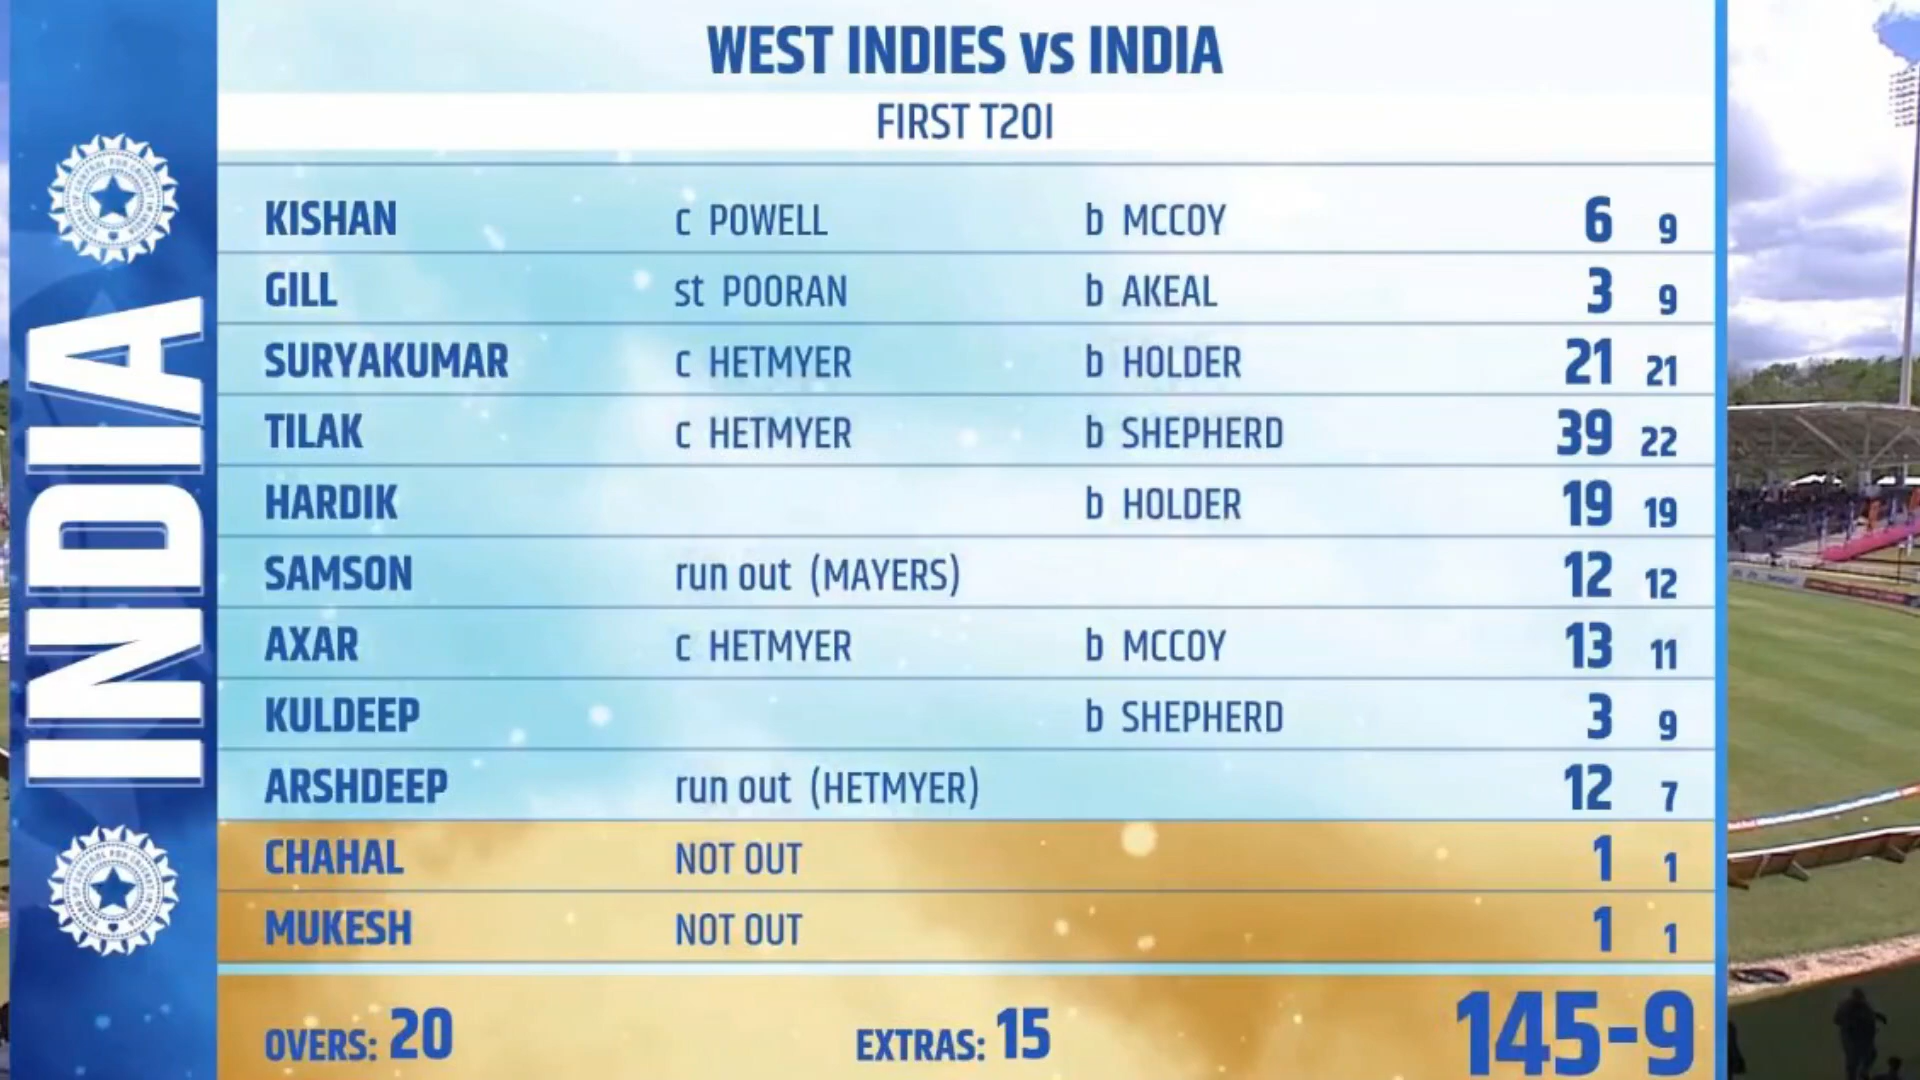 WEST INDIES vs INDIA
FIRST T20I
INDIA
KISHAN c POWELL b MCCOY 6 9
GILL st POORAN b AKEAL 3 9
SURYAKUMAR c HETMYER b HOLDER 21 21
TILAK c HETMYER b SHEPHERD 39 22
HARDIK b HOLDER 19 19
SAMSON run out (MAYERS) 12 12
AXAR c HETMYER b MCCOY 13 11
KULDEEP b SHEPHERD 3 9
ARSHDEEP run out (HETMYER) 12 7
CHAHAL NOT OUT 1 1
MUKESH NOT OUT 1 1
OVERS: 20 EXTRAS: 15 145-9